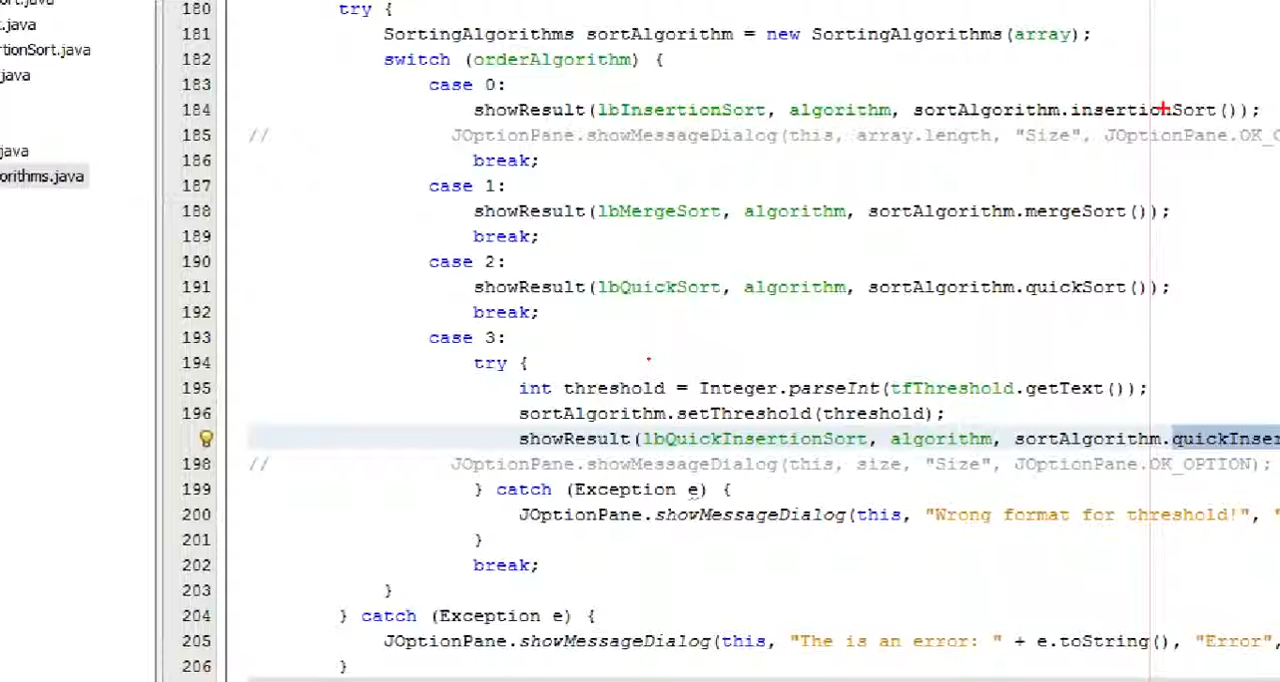 ort.java
t.java
rtionSort.java
java
java
orithms.java
180 try {
181 SortingAlgorithms sortAlgorithm = new SortingAlgorithms(array);
182 switch (orderAlgorithm) {
183 case 0:
184 showResult(lbInsertionSort, algorithm, sortAlgorithm.insertionSort());
185 // JOptionPane.showMessageDialog(this, array.length, "Size", JOptionPane.OK_O
186 break;
187 case 1:
188 showResult(lbMergeSort, algorithm, sortAlgorithm.mergeSort());
189 break;
190 case 2:
191 showResult(lbQuickSort, algorithm, sortAlgorithm.quickSort());
192 break;
193 case 3:
194 try {
195 int threshold = Integer.parseInt(tfThreshold.getText());
196 sortAlgorithm.setThreshold(threshold);
showResult(lbQuickInsertionSort, algorithm, sortAlgorithm.quickInser
198 // JOptionPane.showMessageDialog(this, size, "Size", JOptionPane.OK_OPTION);
199 } catch (Exception e) {
200 JOptionPane.showMessageDialog(this, "Wrong format for threshold!", "
201 }
202 break;
203 }
204 } catch (Exception e) {
205 JOptionPane.showMessageDialog(this, "The is an error: " + e.toString(), "Error",
206 }